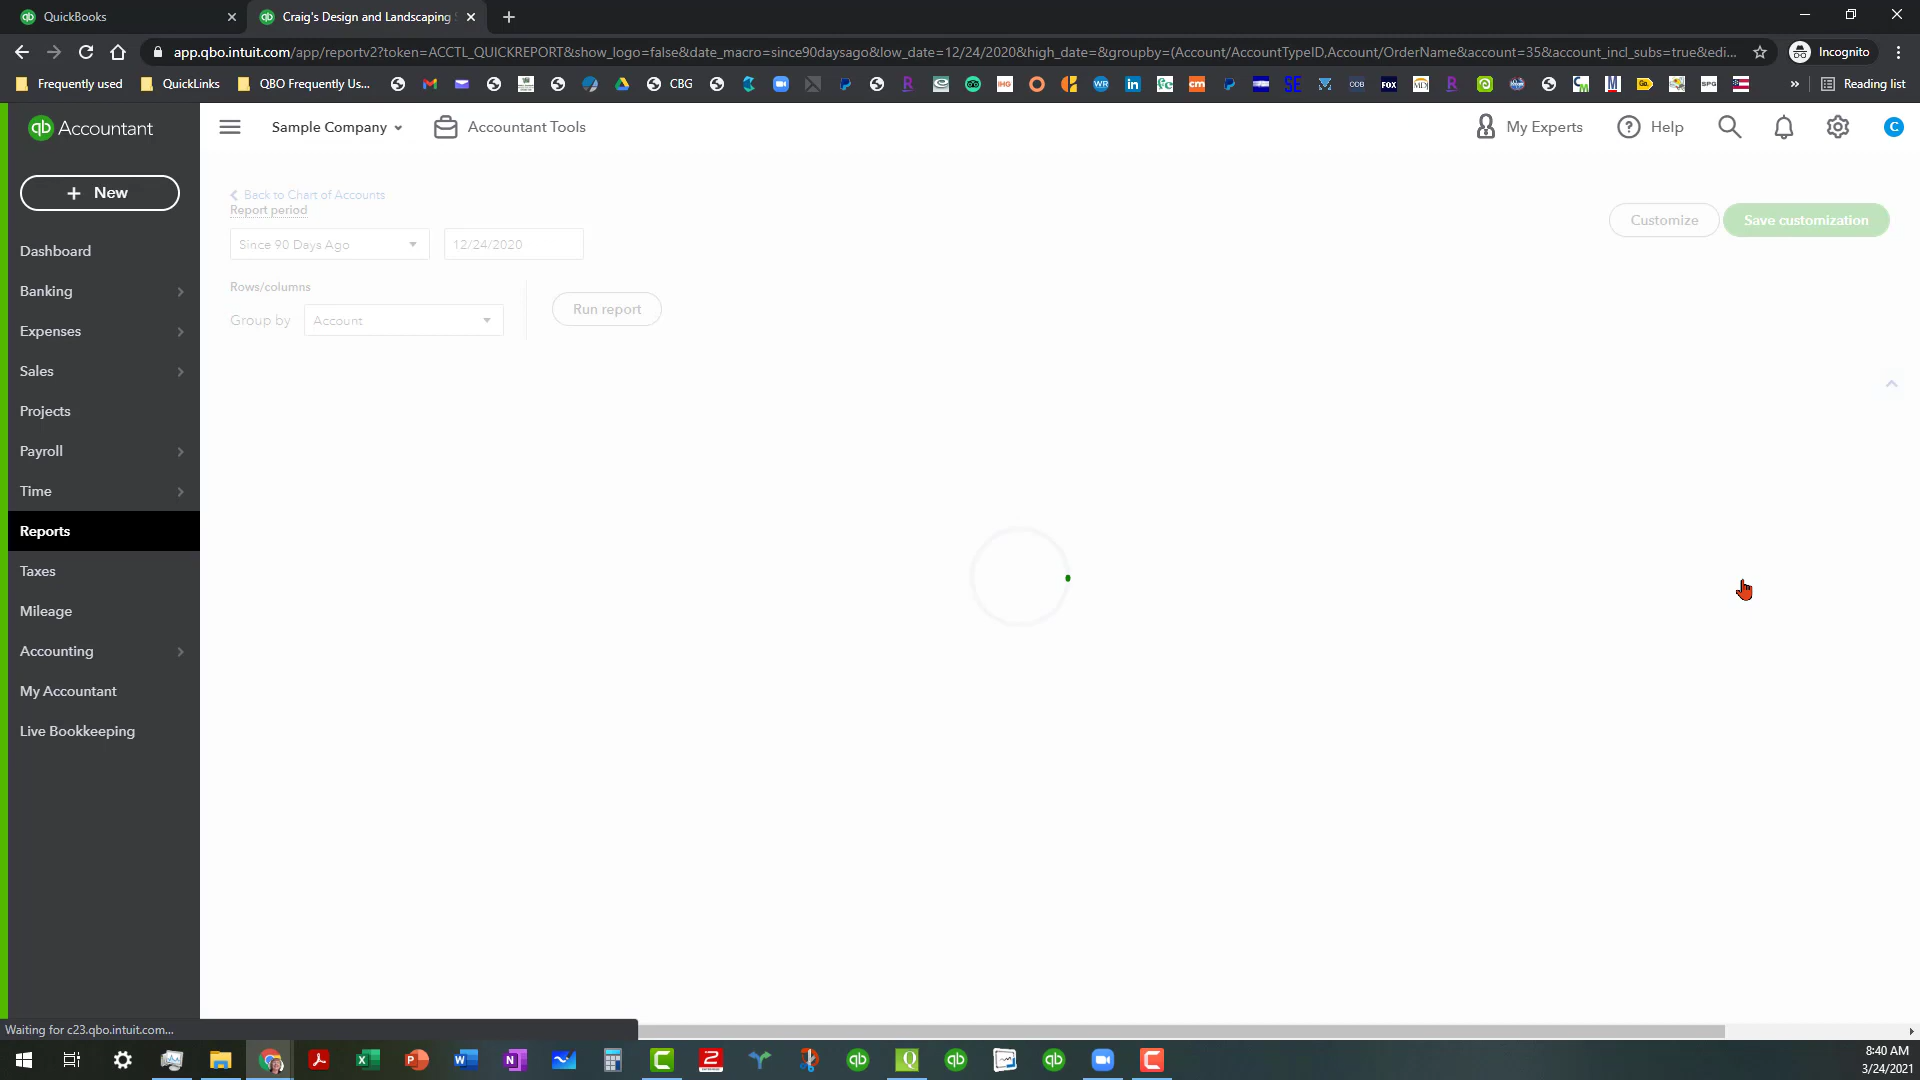 QuickBooks
Craig's Design and Landscaping
app.qbo.intuit.com/app/reportv2?token=ACCTL_QUICKREPORT&show_logo=false&date_macro=since90daysago&low_date=12/24/2020&high_date=&groupby=(Account/AccountTypeID,Account/OrderName&account=35&account_incl_subs=true&edi...
Incognito
Frequently used
QuickLinks
QBO Frequently Us...
CBG
Reading list
qb Accountant
Sample Company
Accountant Tools
My Experts
Help
C
+ New
Dashboard
Banking
Expenses
Sales
Projects
Payroll
Time
Reports
Taxes
Mileage
Accounting
My Accountant
Live Bookkeeping
Back to Chart of Accounts
Report period
Since 90 Days Ago
12/24/2020
Customize
Save customization
Rows/columns
Group by
Account
Run report
Waiting for c23.qbo.intuit.com...
8:40 AM
3/24/2021